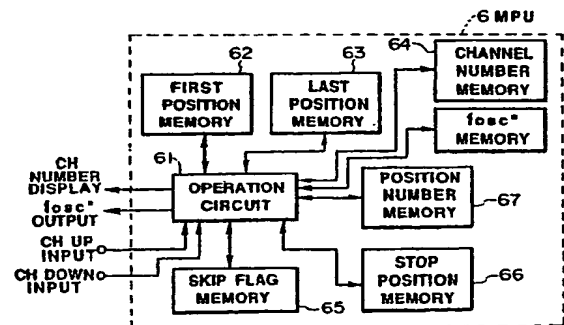 6 MPU
62
63
64
FIRST
POSITION
MEMORY
LAST
POSITION
MEMORY
CHANNEL
NUMBER
MEMORY
fosc*
MEMORY
61
CH
NUMBER
DISPLAY
fosc*
OUTPUT
CH UP
INPUT
CH DOWN
INPUT
OPERATION
CIRCUIT
POSITION
NUMBER
MEMORY
67
SKIP FLAG
MEMORY
65
STOP
POSITION
MEMORY
66